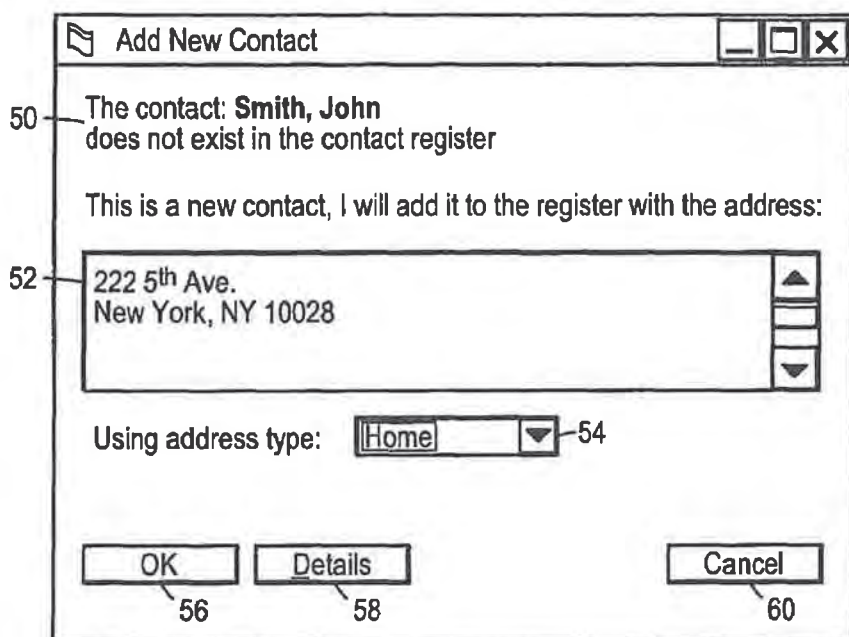 Add New Contact
50
The contact: Smith, John
does not exist in the contact register
This is a new contact, I will add it to the register with the address:
52
222 5th Ave.
New York, NY 10028
Using address type: Home 54
OK Details Cancel
56 58 60